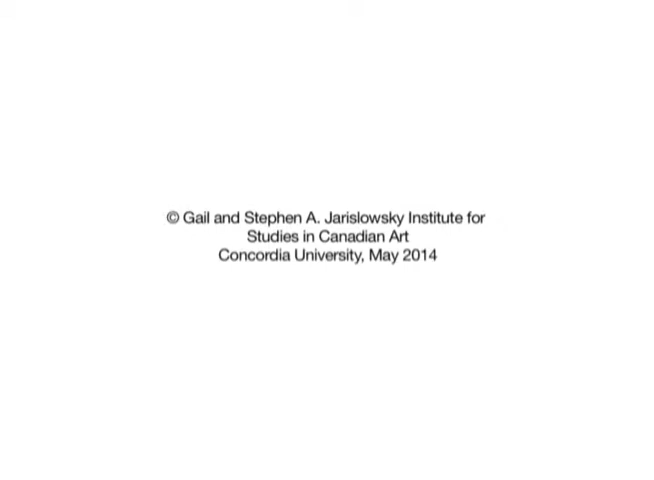 © Gail and Stephen A. Jarislowsky Institute for
Studies in Canadian Art
Concordia University, May 2014